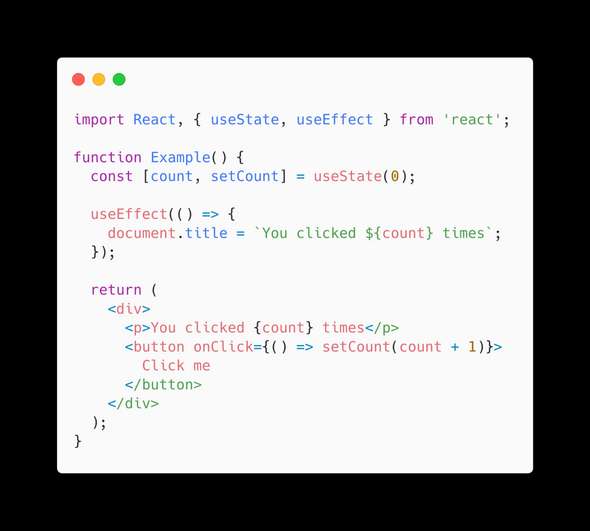 import React, { useState, useEffect } from 'react';
function Example() {
const [count, setCount] = useState(0);
useEffect(() => {
document.title = `You clicked ${count} times`;
});
return (
<div>
<p>You clicked {count} times</p>
<button onClick={() => setCount(count + 1)}>
Click me
</button>
</div>
);
}